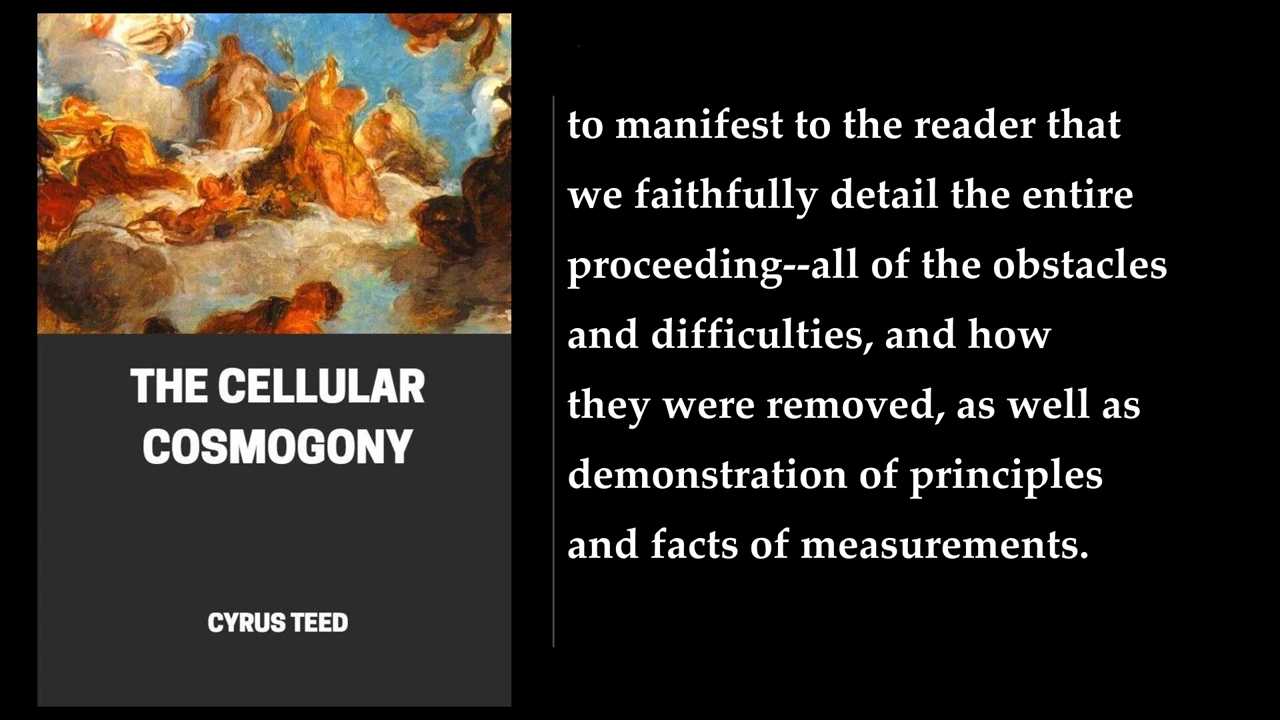 THE CELLULAR
COSMOGONY
CYRUS TEED
to manifest to the reader that
we faithfully detail the entire
proceeding--all of the obstacles
and difficulties, and how
they were removed, as well as
demonstration of principles
and facts of measurements.